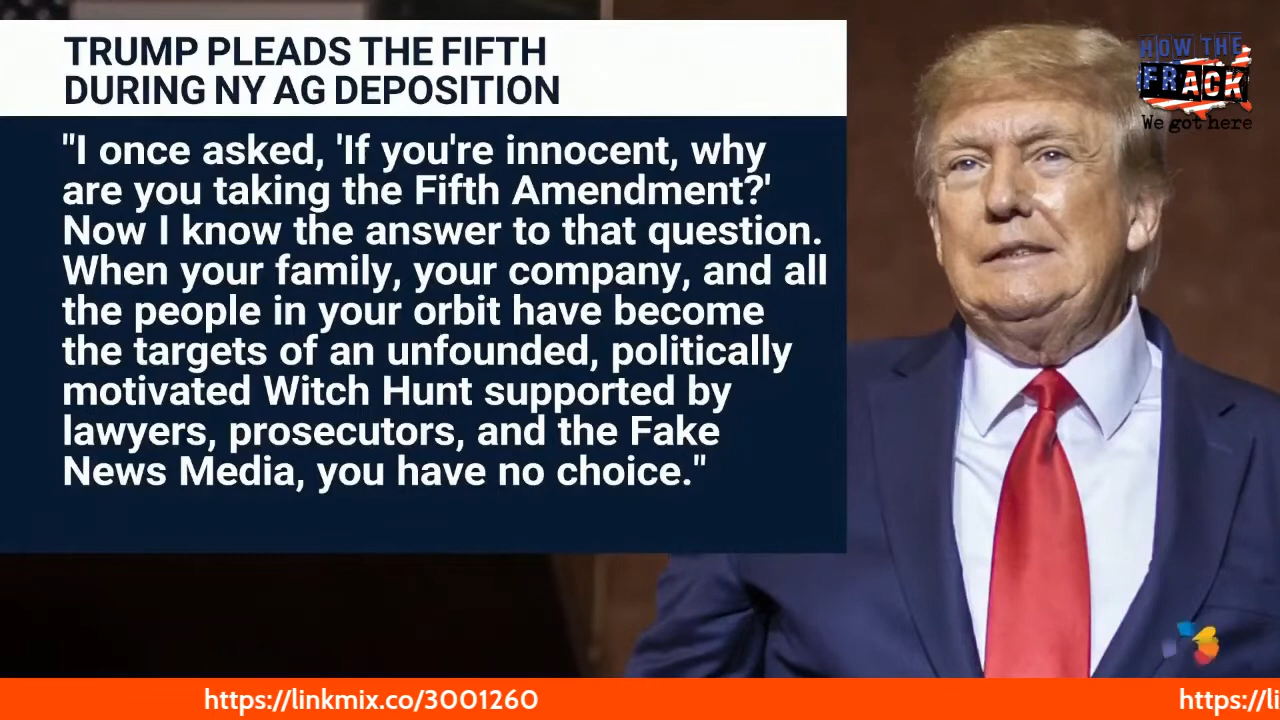 TRUMP PLEADS THE FIFTH
DURING NY AG DEPOSITION
"I once asked, 'If you're innocent, why
are you taking the Fifth Amendment?'
Now I know the answer to that question.
When your family, your company, and all
the people in your orbit have become
the targets of an unfounded, politically
motivated Witch Hunt supported by
lawyers, prosecutors, and the Fake
News Media, you have no choice."
HOW THE
FRACK
We got here
https://linkmix.co/3001260
https://li